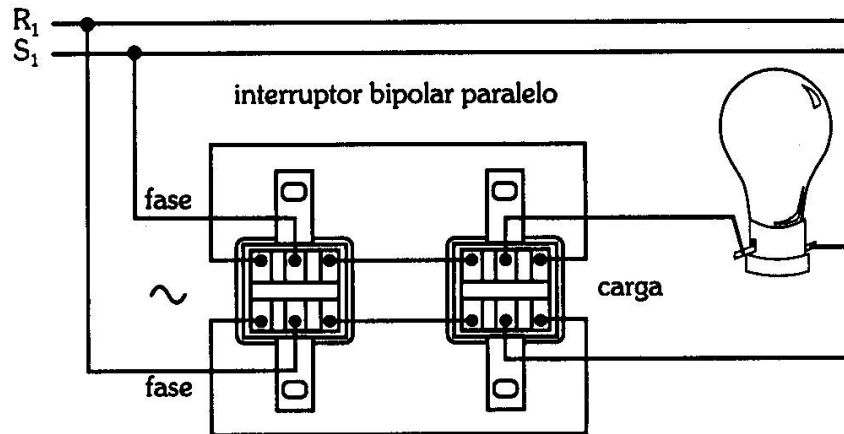 R₁
S₁
interruptor bipolar paralelo
fase
carga
fase